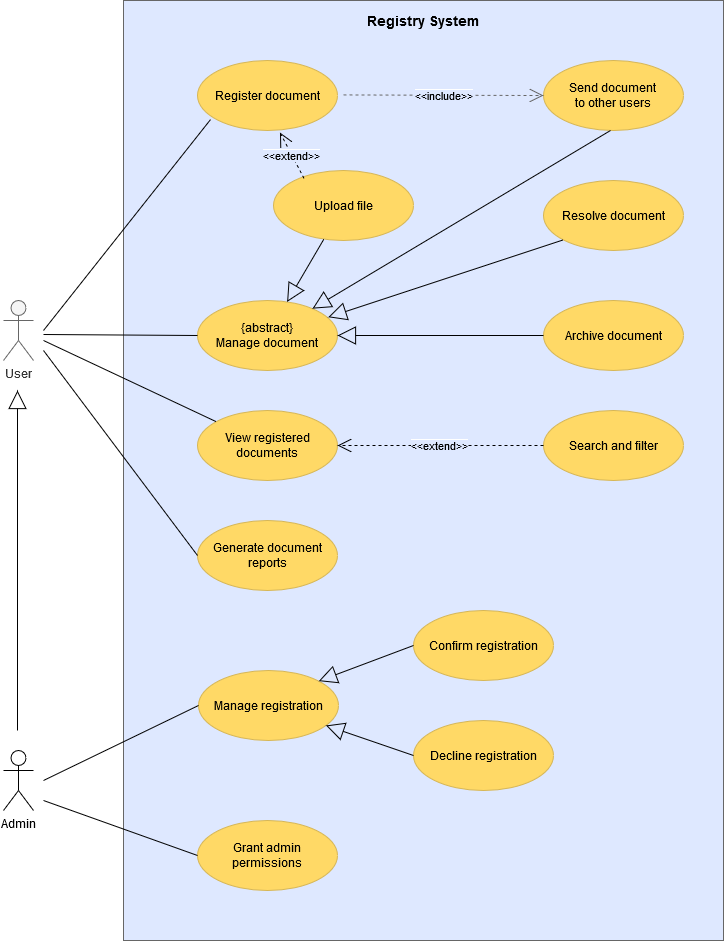 Registry System
Register document
<<include>>
Send document
to other users
<<extend>>
Upload file
Resolve document
{abstract}
Manage document
Archive document
User
View registered
documents
<<extend>>
Search and filter
Generate document
reports
Confirm registration
Manage registration
Decline registration
Admin
Grant admin
permissions